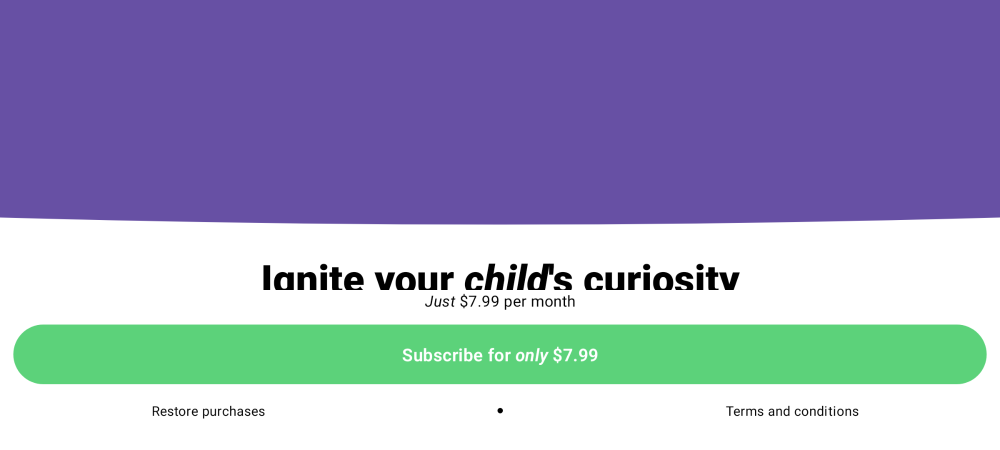 Ignite your child's curiosity
Just $7.99 per month
Subscribe for only $7.99
Restore purchases • Terms and conditions